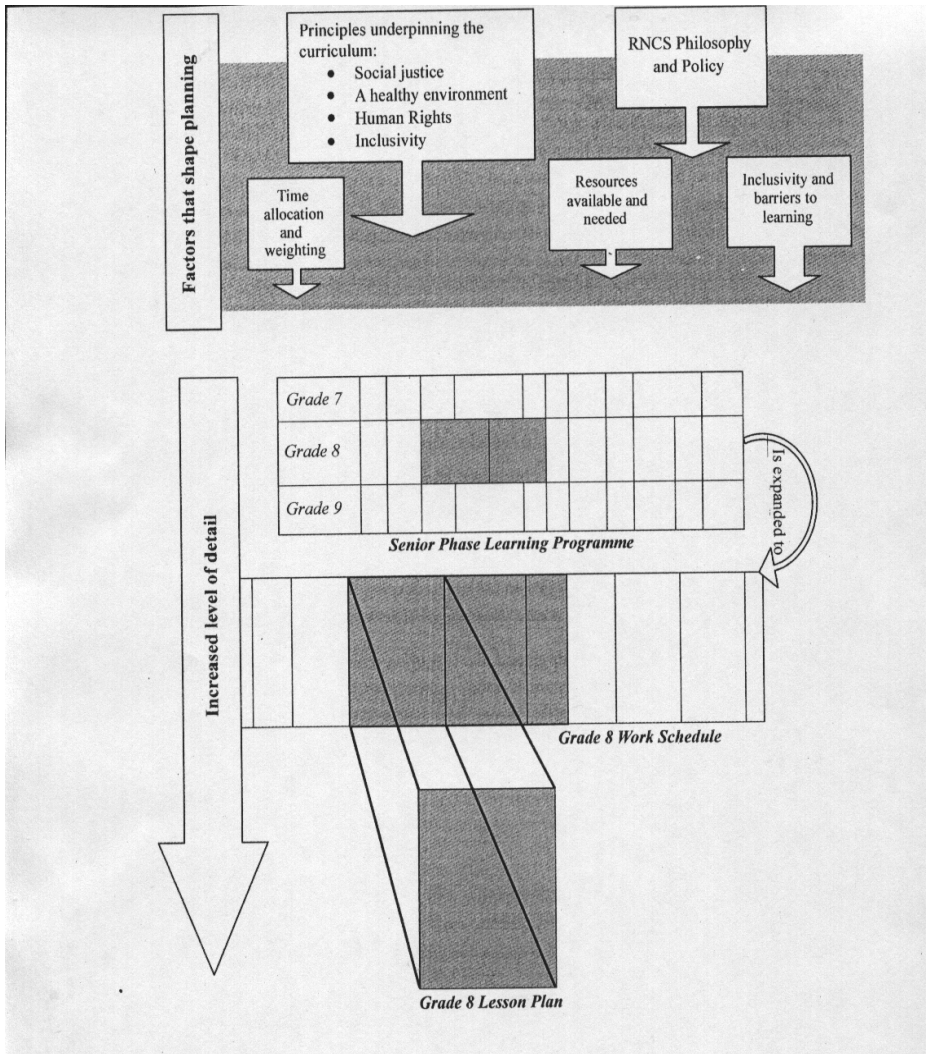 Factors that shape planning
Principles underpinning the
curriculum:
• Social justice
• A healthy environment
• Human Rights
• Inclusivity
RNCS Philosophy
and Policy
Time
allocation
and
weighting
Resources
available and
needed
Inclusivity and
barriers to
learning
Increased level of detail
Grade 7
Grade 8
Grade 9
Senior Phase Learning Programme
Is expanded to
Grade 8 Work Schedule
Grade 8 Lesson Plan